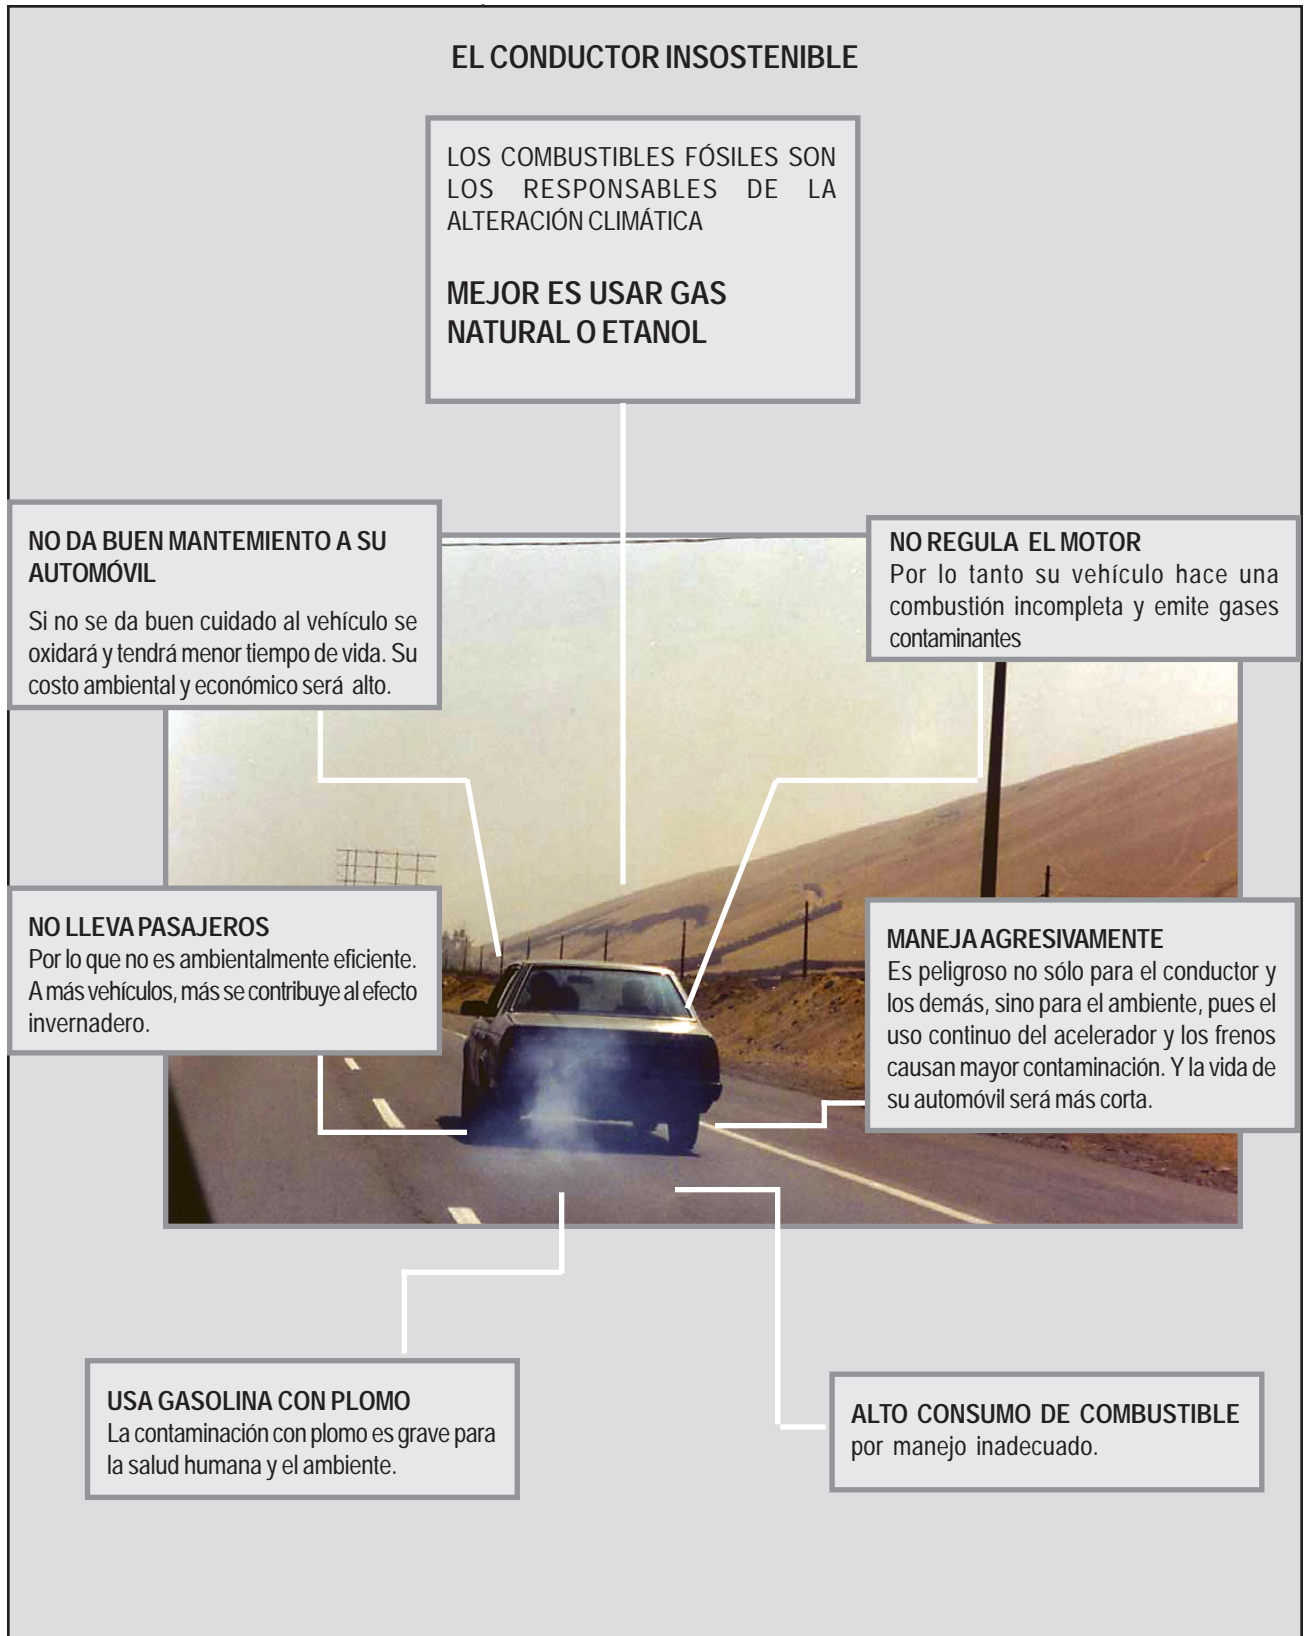 EL CONDUCTOR INSOSTENIBLE
LOS COMBUSTIBLES FÓSILES SON
LOS RESPONSABLES DE LA
ALTERACIÓN CLIMÁTICA
MEJOR ES USAR GAS
NATURAL O ETANOL
NO DA BUEN MANTEMIENTO A SU
AUTOMÓVIL
Si no se da buen cuidado al vehículo se
oxidará y tendrá menor tiempo de vida. Su
costo ambiental y económico será alto.
NO REGULA EL MOTOR
Por lo tanto su vehículo hace una
combustión incompleta y emite gases
contaminantes
NO LLEVA PASAJEROS
Por lo que no es ambientalmente eficiente.
A más vehículos, más se contribuye al efecto
invernadero.
MANEJA AGRESIVAMENTE
Es peligroso no sólo para el conductor y
los demás, sino para el ambiente, pues el
uso continuo del acelerador y los frenos
causan mayor contaminación. Y la vida de
su automóvil será más corta.
USA GASOLINA CON PLOMO
La contaminación con plomo es grave para
la salud humana y el ambiente.
ALTO CONSUMO DE COMBUSTIBLE
por manejo inadecuado.